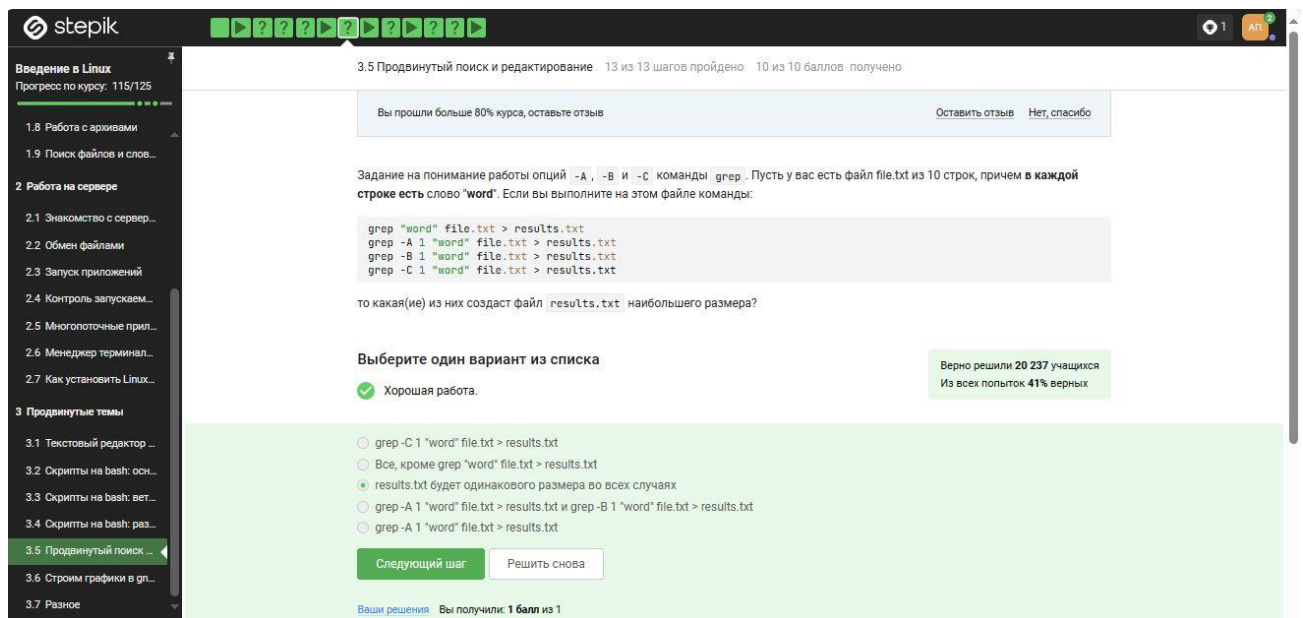 stepik
? ? ? ? ? ? ?
1
АП
2
Введение в Linux
Прогресс по курсу: 115/125
1.8 Работа с архивами
1.9 Поиск файлов и слов...
2 Работа на сервере
2.1 Знакомство с сервер...
2.2 Обмен файлами
2.3 Запуск приложений
2.4 Контроль запускаем...
2.5 Многопоточные прил...
2.6 Менеджер терминал...
2.7 Как установить Linux...
3 Продвинутые темы
3.1 Текстовый редактор ...
3.2 Скрипты на bash: осн...
3.3 Скрипты на bash: вет...
3.4 Скрипты на bash: раз...
3.5 Продвинутый поиск ...
3.6 Строим графики в gn...
3.7 Разное
3.5 Продвинутый поиск и редактирование 13 из 13 шагов пройдено 10 из 10 баллов получено
Вы прошли больше 80% курса, оставьте отзыв Оставить отзыв Нет, спасибо
Задание на понимание работы опций -A , -B и -C команды grep . Пусть у вас есть файл file.txt из 10 строк, причем в каждой
строке есть слово "word". Если вы выполните на этом файле команды:
grep "word" file.txt > results.txt
grep -A 1 "word" file.txt > results.txt
grep -B 1 "word" file.txt > results.txt
grep -C 1 "word" file.txt > results.txt
то какая(ие) из них создаст файл results.txt наибольшего размера?
Выберите один вариант из списка
Хорошая работа.
Верно решили 20 237 учащихся
Из всех попыток 41% верных
grep -C 1 "word" file.txt > results.txt
Все, кроме grep "word" file.txt > results.txt
results.txt будет одинакового размера во всех случаях
grep -A 1 "word" file.txt > results.txt и grep -B 1 "word" file.txt > results.txt
grep -A 1 "word" file.txt > results.txt
Следующий шаг Решить снова
Ваши решения Вы получили: 1 балл из 1